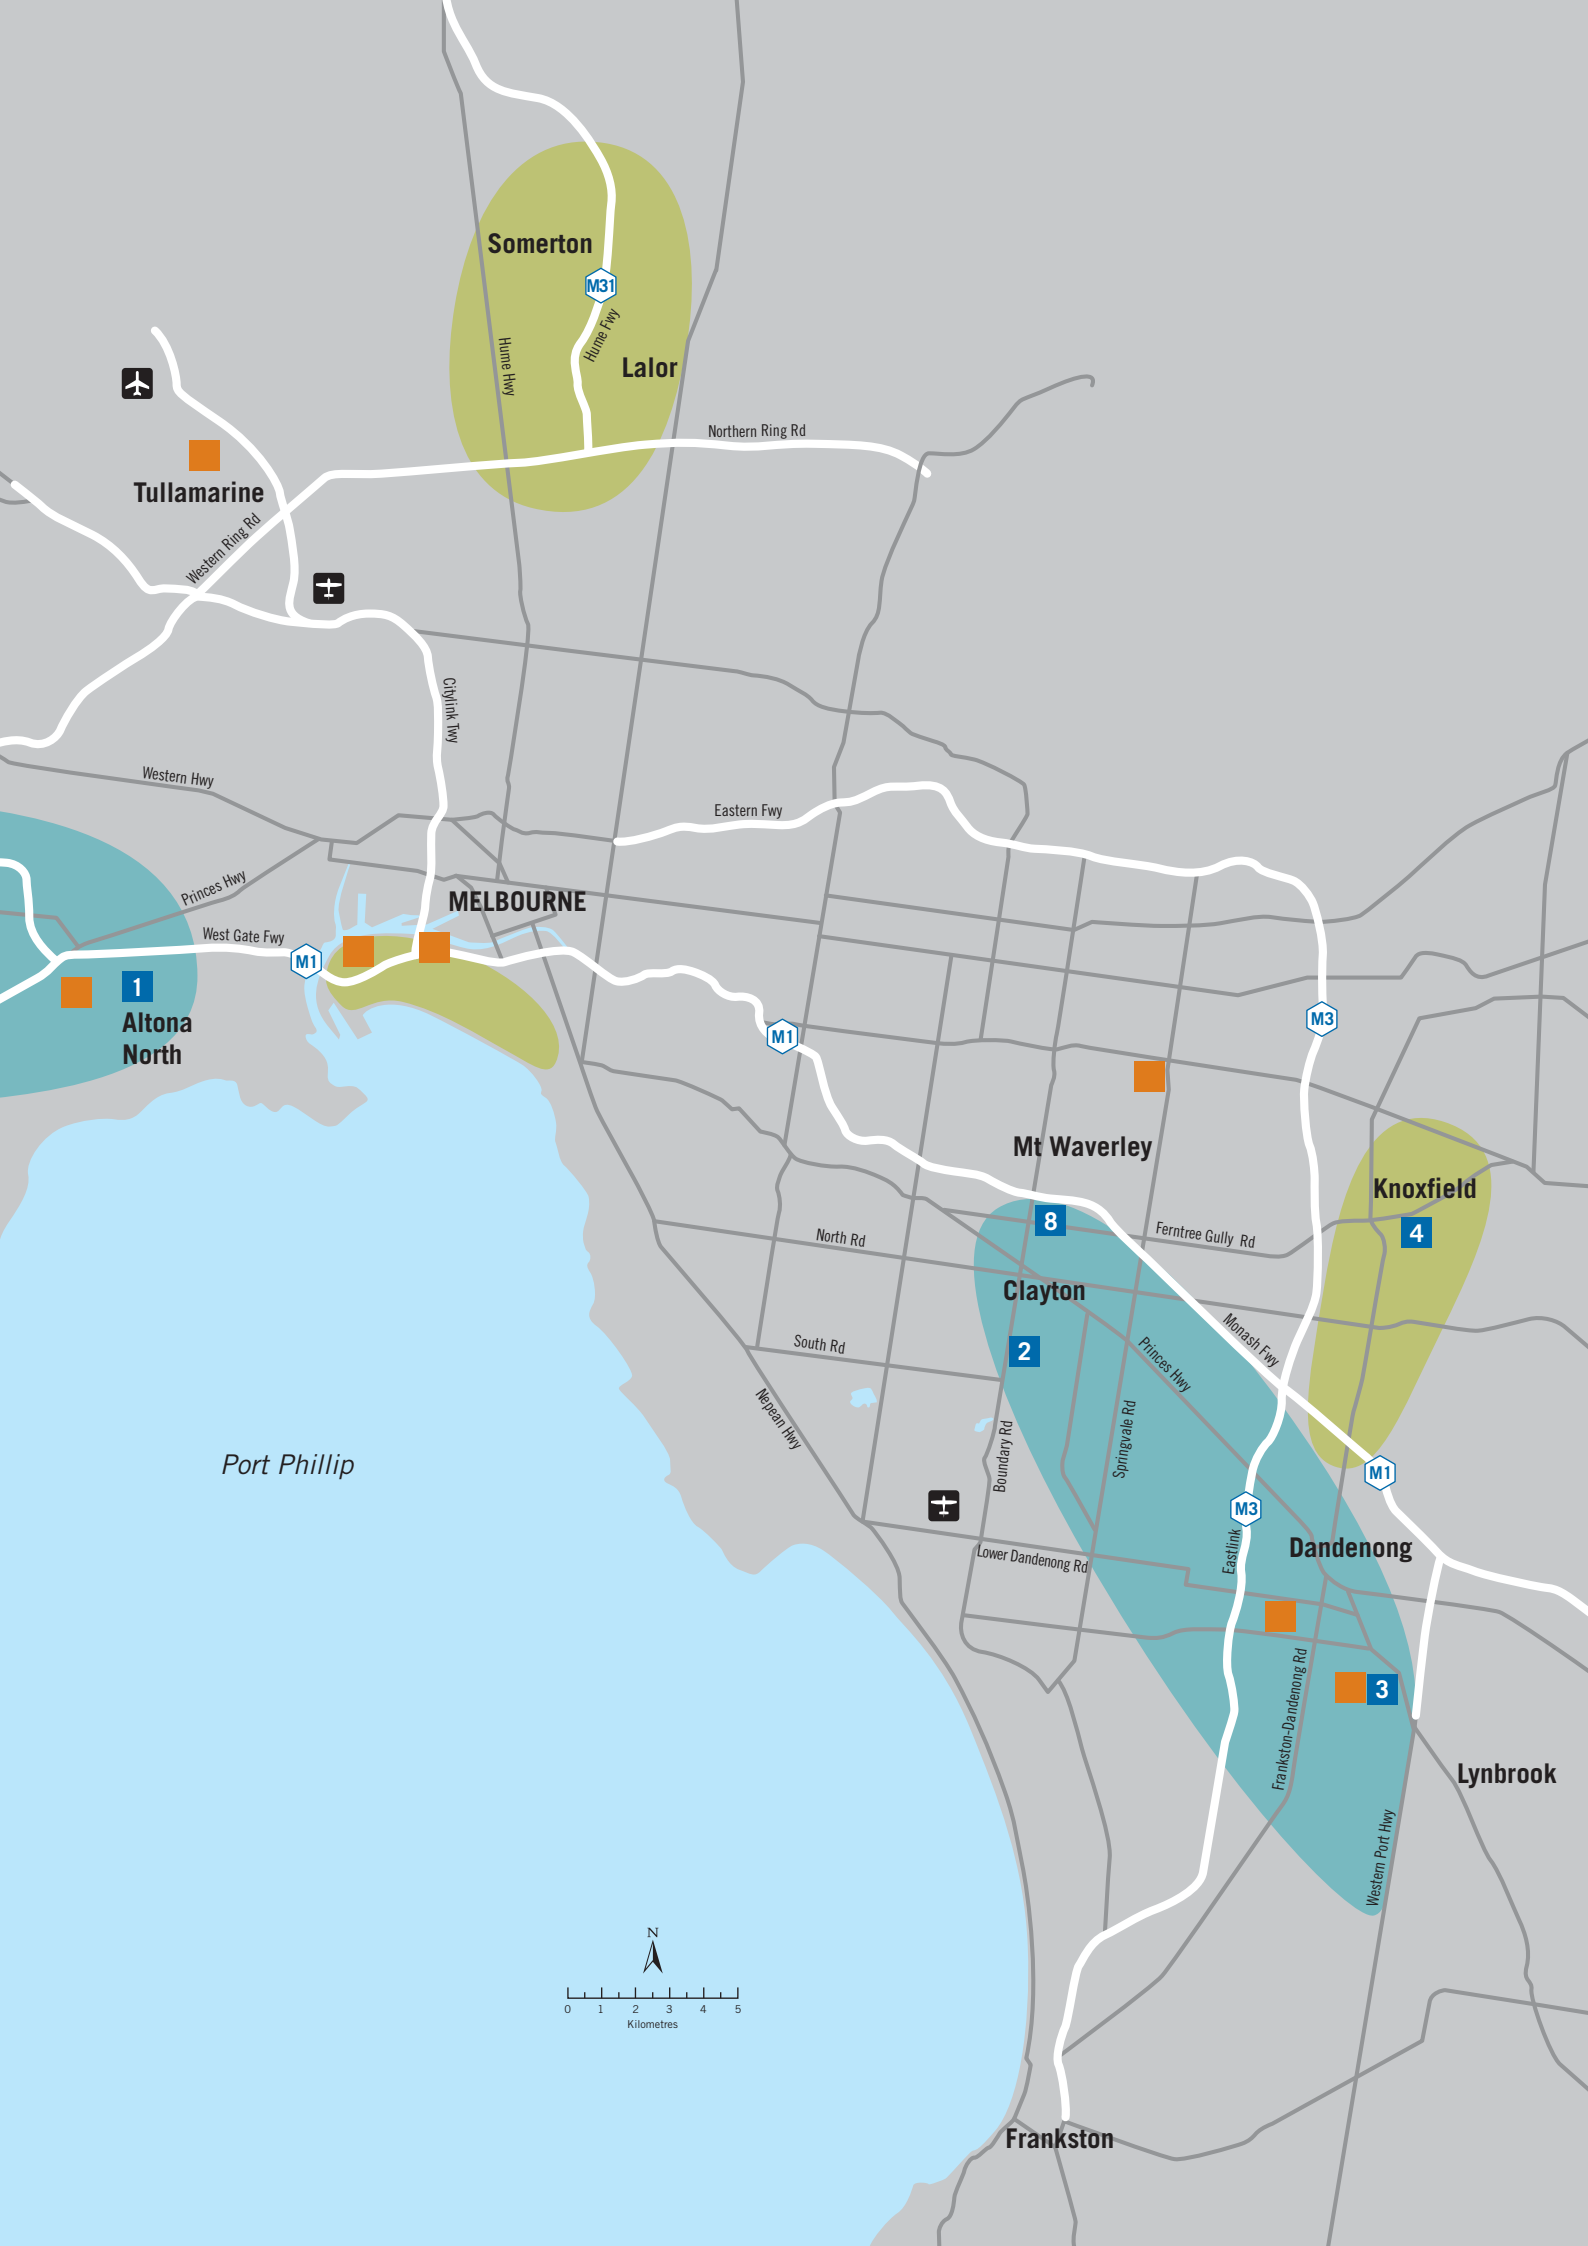 Somerton
M31
Hume Fwy
Hume Hwy
Lalor
Northern Ring Rd
Tullamarine
Western Ring Rd
Citylink Twy
Western Hwy
Eastern Fwy
Princes Hwy
MELBOURNE
West Gate Fwy
M1
1
Altona
North
M3
M1
Mt Waverley
Knoxfield
8
4
Ferntree Gully Rd
North Rd
Clayton
Monash Fwy
South Rd
2
Princes Hwy
Nepean Hwy
Springvale Rd
Boundary Rd
Port Phillip
M1
M3
Dandenong
Eastlink
Lower Dandenong Rd
3
Frankston-Dandenong Rd
Lynbrook
Western Port Hwy
N
0 1 2 3 4 5
Kilometres
Frankston